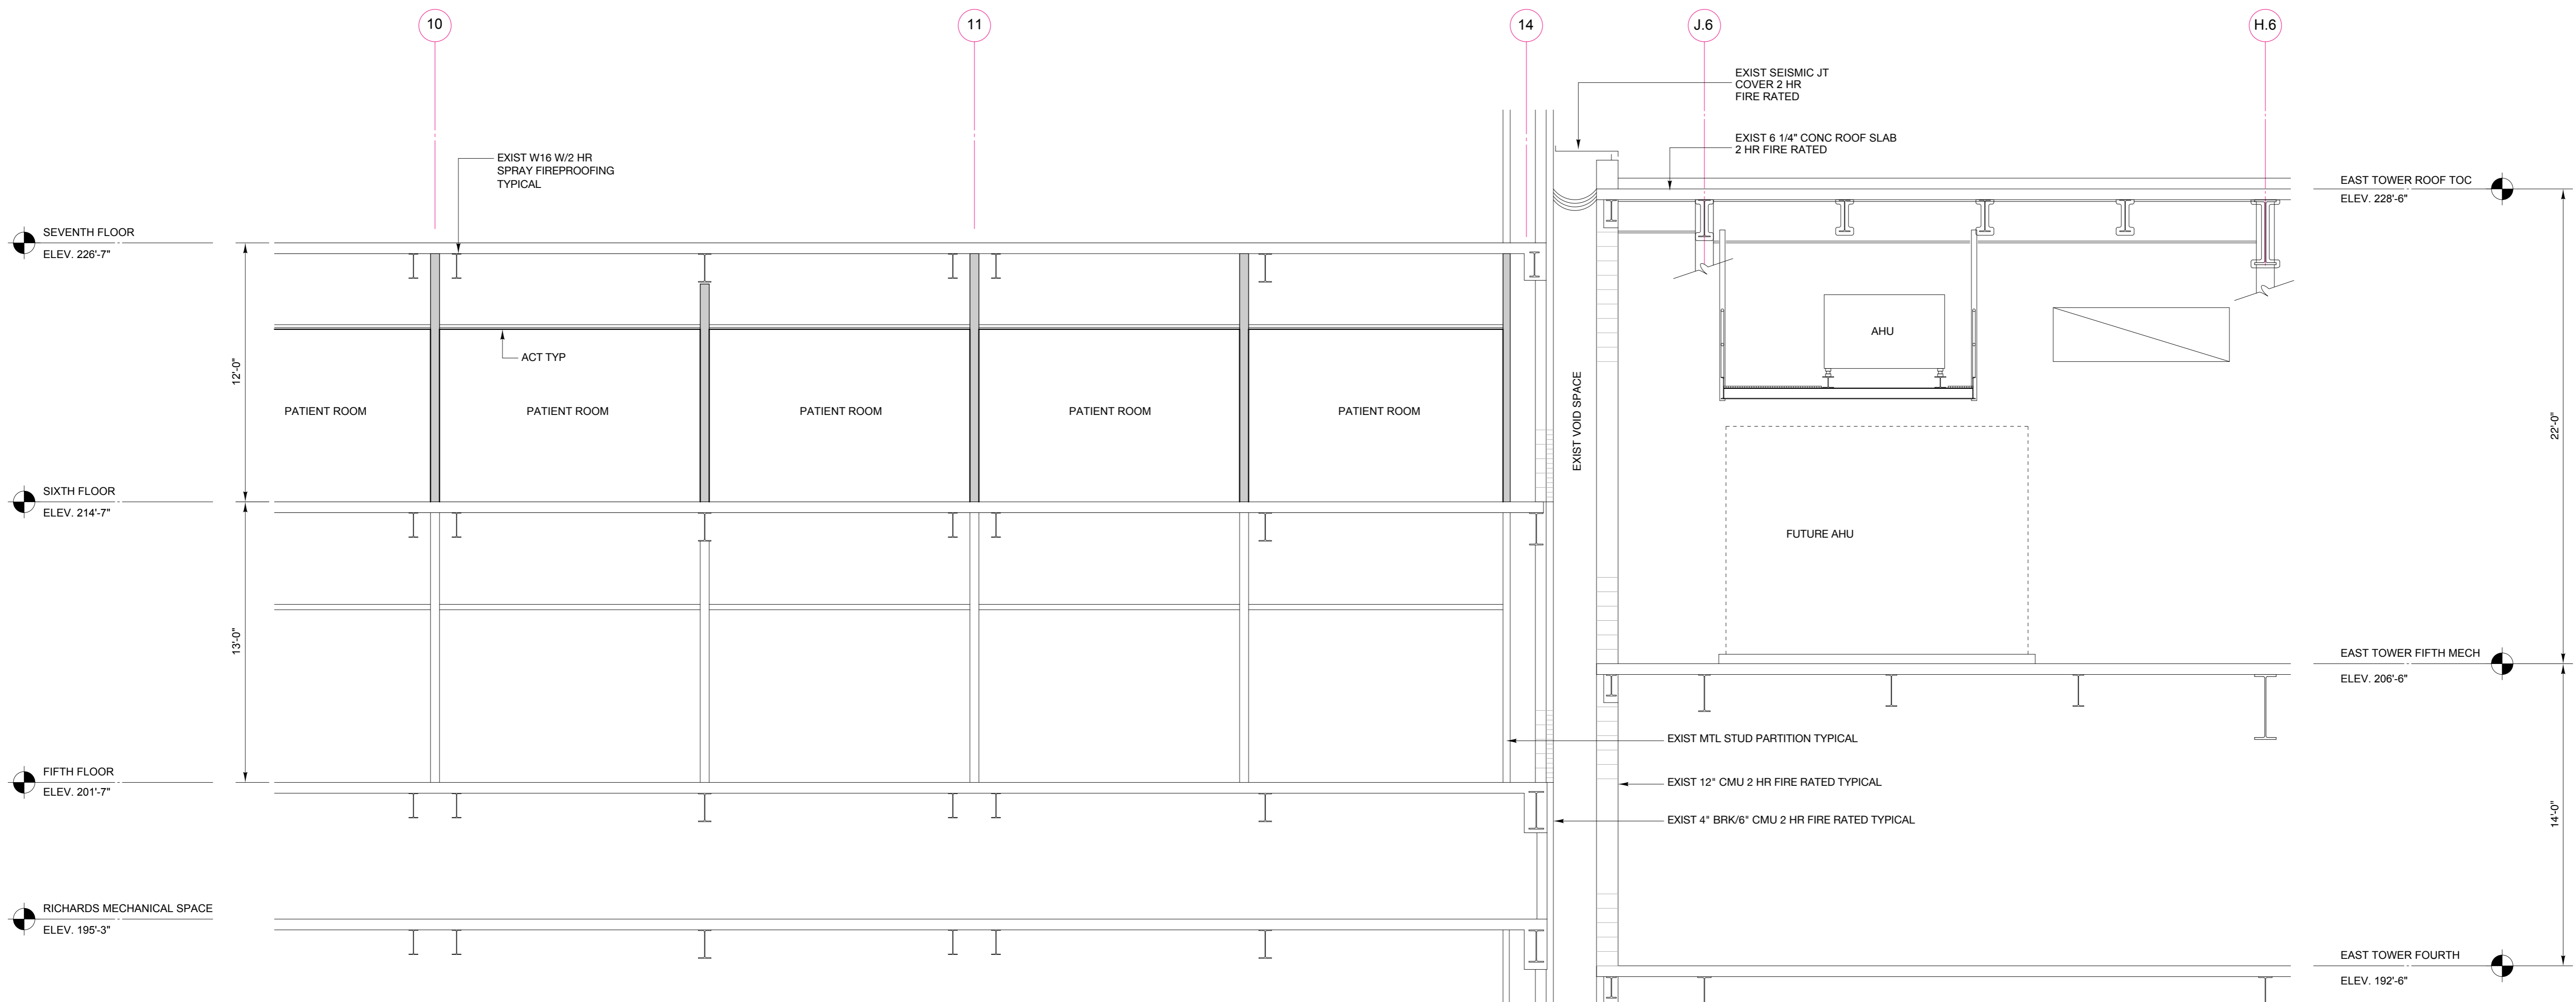 10
11
14
J.6
H.6
EXIST SEISMIC JT
COVER 2 HR
FIRE RATED
EXIST 6 1/4" CONC ROOF SLAB
2 HR FIRE RATED
EXIST W16 W/2 HR
SPRAY FIREPROOFING
TYPICAL
EAST TOWER ROOF TOC
ELEV. 228'-6"
SEVENTH FLOOR
ELEV. 226'-7"
12'-0"
ACT TYP
AHU
PATIENT ROOM
PATIENT ROOM
PATIENT ROOM
PATIENT ROOM
PATIENT ROOM
EXIST VOID SPACE
22'-0"
SIXTH FLOOR
ELEV. 214'-7"
FUTURE AHU
13'-0"
EAST TOWER FIFTH MECH
ELEV. 206'-6"
EXIST MTL STUD PARTITION TYPICAL
FIFTH FLOOR
ELEV. 201'-7"
EXIST 12" CMU 2 HR FIRE RATED TYPICAL
EXIST 4" BRK/6" CMU 2 HR FIRE RATED TYPICAL
14'-0"
RICHARDS MECHANICAL SPACE
ELEV. 195'-3"
EAST TOWER FOURTH
ELEV. 192'-6"